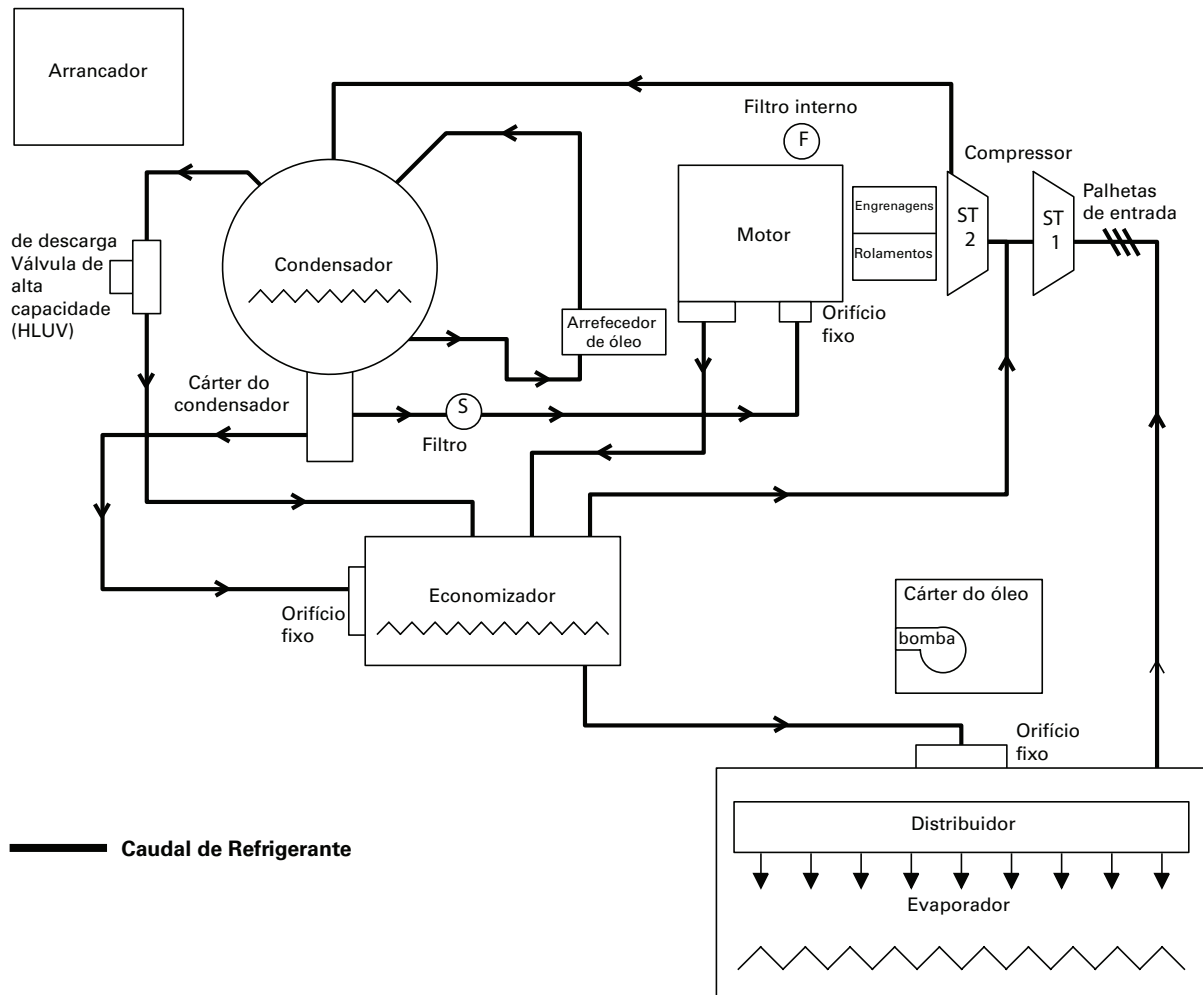 Arrancador
Filtro interno
F
Compressor
Palhetas
de entrada
Engrenagens
Rolamentos
ST
2
ST
1
Motor
de descarga
Válvula de
alta
capacidade
(HLUV)
Condensador
Arrefecedor
de óleo
Orifício
fixo
Cárter do
condensador
S
Filtro
Economizador
Orifício
fixo
Cárter do óleo
bomba
Orifício
fixo
Distribuidor
Caudal de Refrigerante
Evaporador